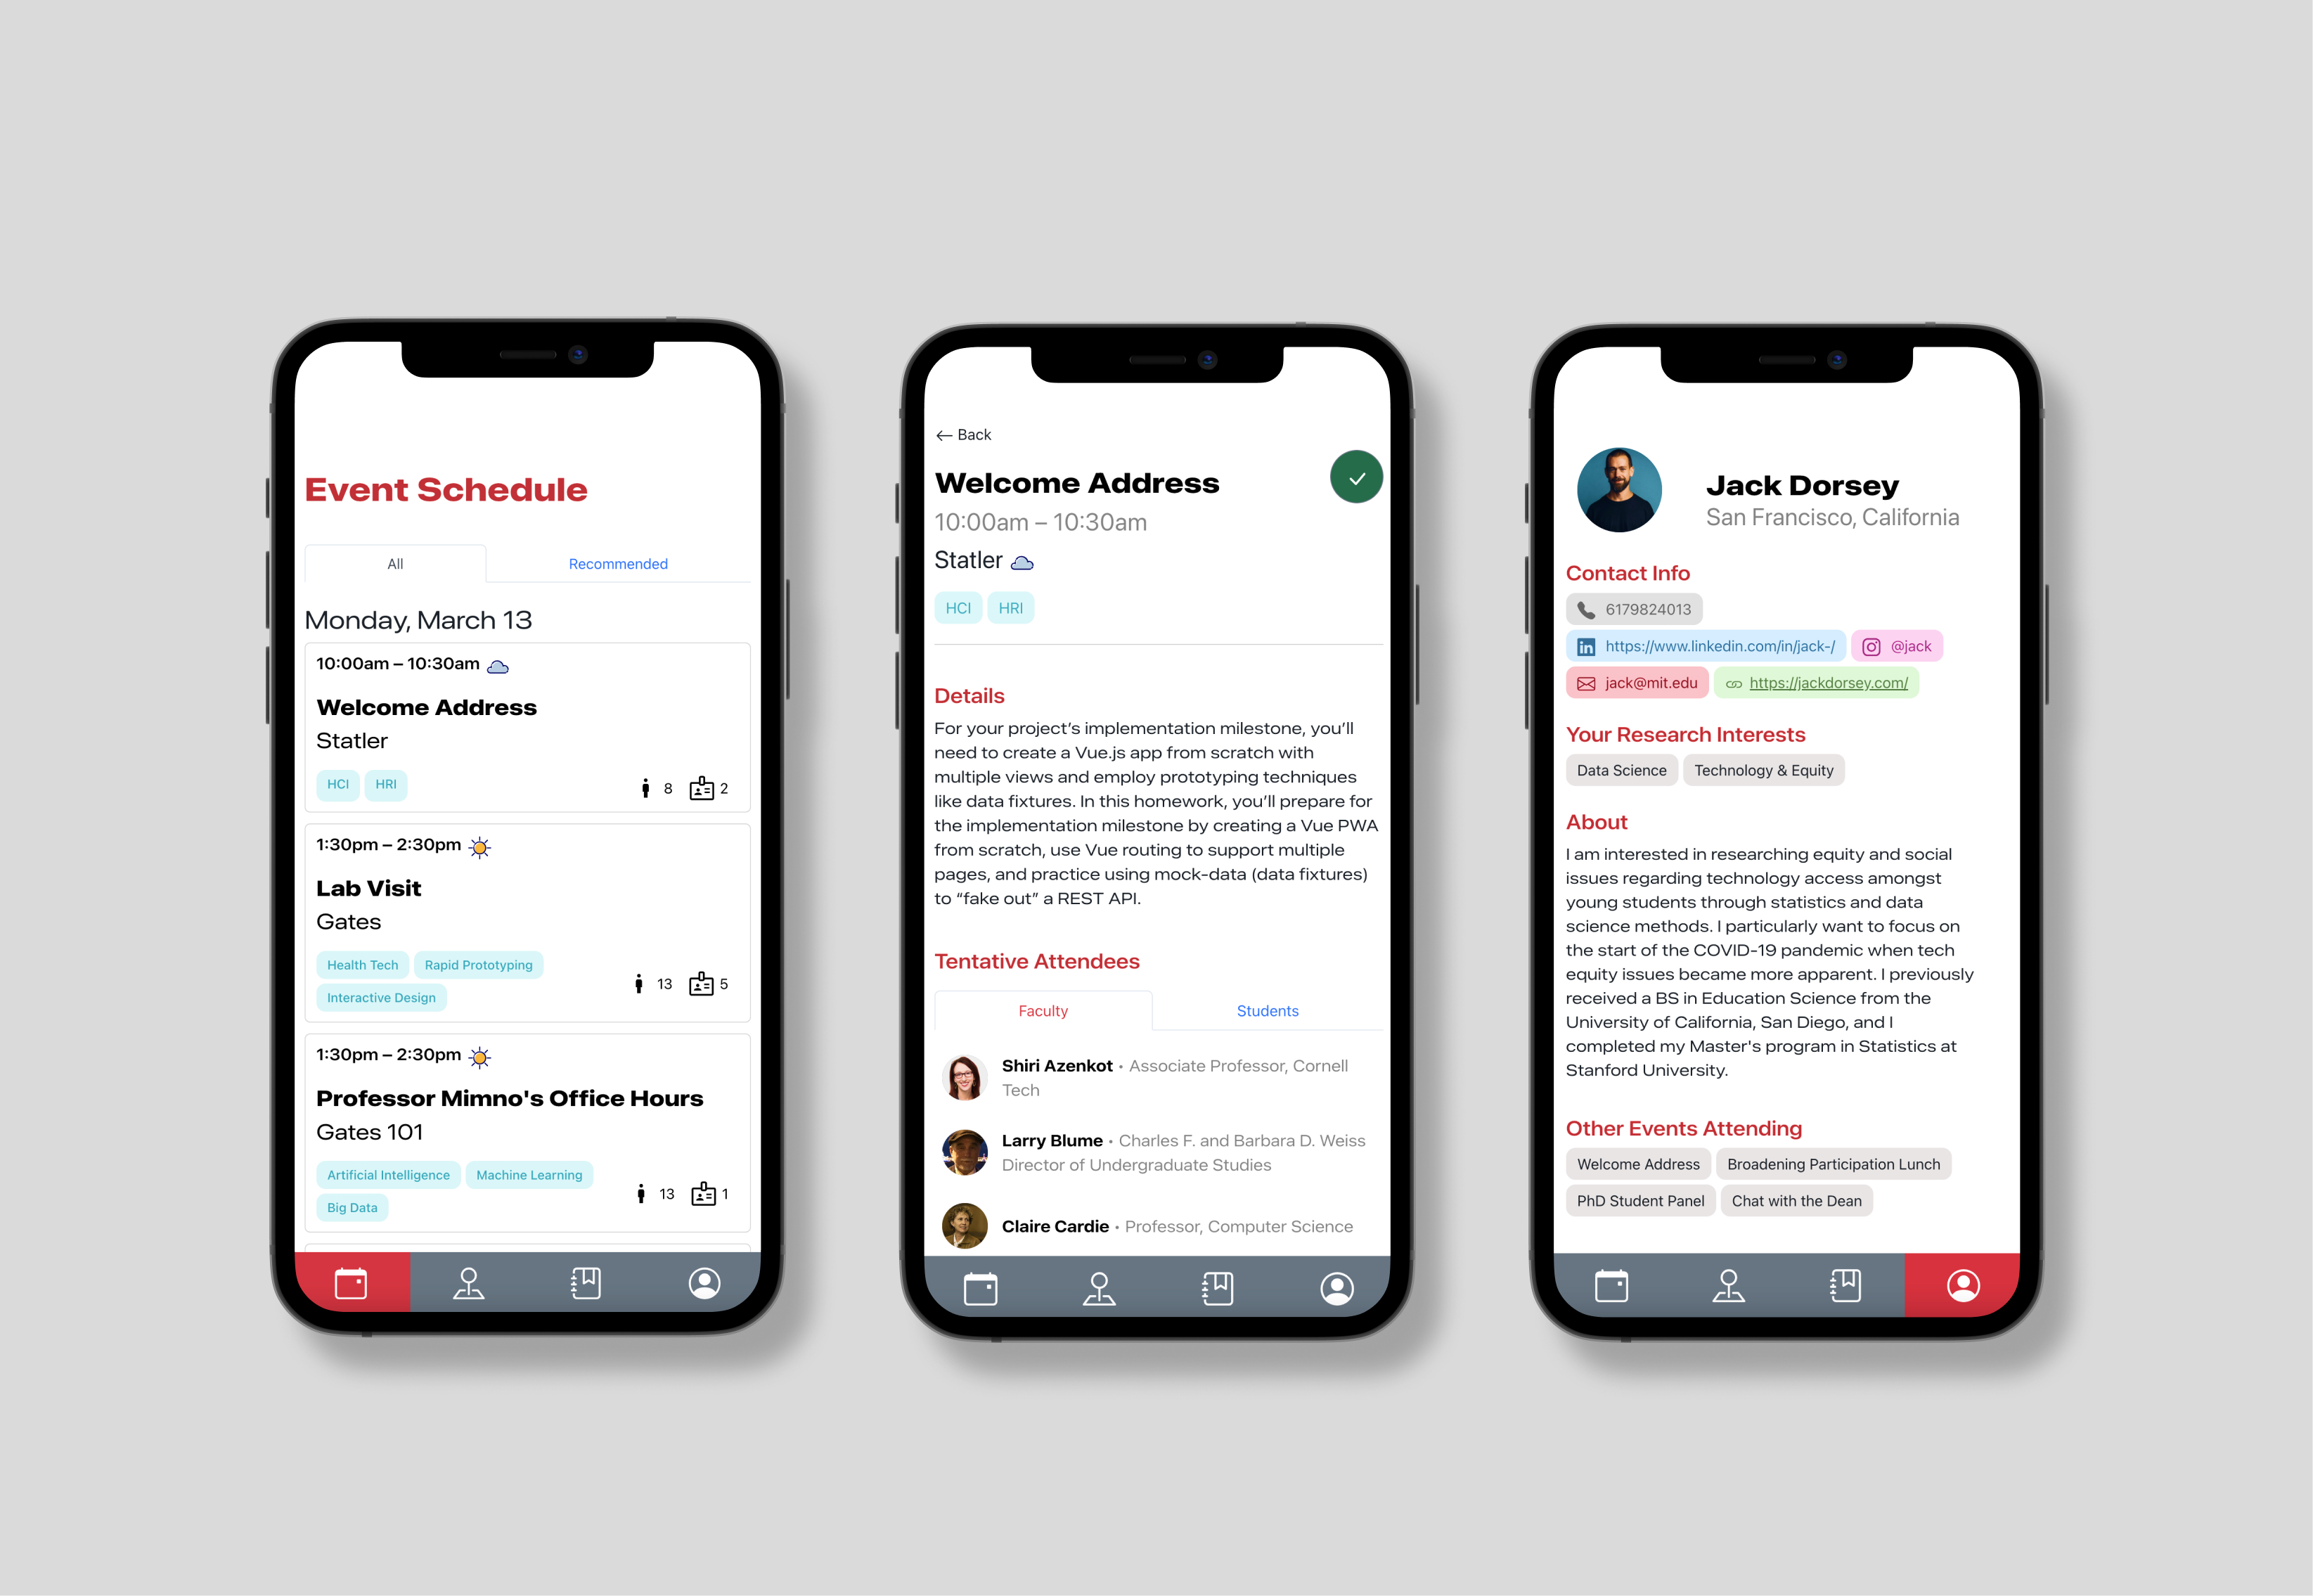 Event Schedule
All
Recommended
Monday, March 13
10:00am – 10:30am
Welcome Address
Statler
HCI
HRI
8
2
1:30pm – 2:30pm
Lab Visit
Gates
Health Tech
Rapid Prototyping
Interactive Design
13
5
1:30pm – 2:30pm
Professor Mimno's Office Hours
Gates 101
Artificial Intelligence
Machine Learning
Big Data
13
1
← Back
Welcome Address
10:00am – 10:30am
Statler
HCI
HRI
Details
For your project’s implementation milestone, you’ll
need to create a Vue.js app from scratch with
multiple views and employ prototyping techniques
like data fixtures. In this homework, you’ll prepare for
the implementation milestone by creating a Vue PWA
from scratch, use Vue routing to support multiple
pages, and practice using mock-data (data fixtures)
to “fake out” a REST API.
Tentative Attendees
Faculty
Students
Shiri Azenkot • Associate Professor, Cornell
Tech
Larry Blume • Charles F. and Barbara D. Weiss
Director of Undergraduate Studies
Claire Cardie • Professor, Computer Science
Jack Dorsey
San Francisco, California
Contact Info
6179824013
in https://www.linkedin.com/in/jack-/
@jack
jack@mit.edu
https://jackdorsey.com/
Your Research Interests
Data Science
Technology & Equity
About
I am interested in researching equity and social
issues regarding technology access amongst
young students through statistics and data
science methods. I particularly want to focus on
the start of the COVID-19 pandemic when tech
equity issues became more apparent. I previously
received a BS in Education Science from the
University of California, San Diego, and I
completed my Master's program in Statistics at
Stanford University.
Other Events Attending
Welcome Address
Broadening Participation Lunch
PhD Student Panel
Chat with the Dean